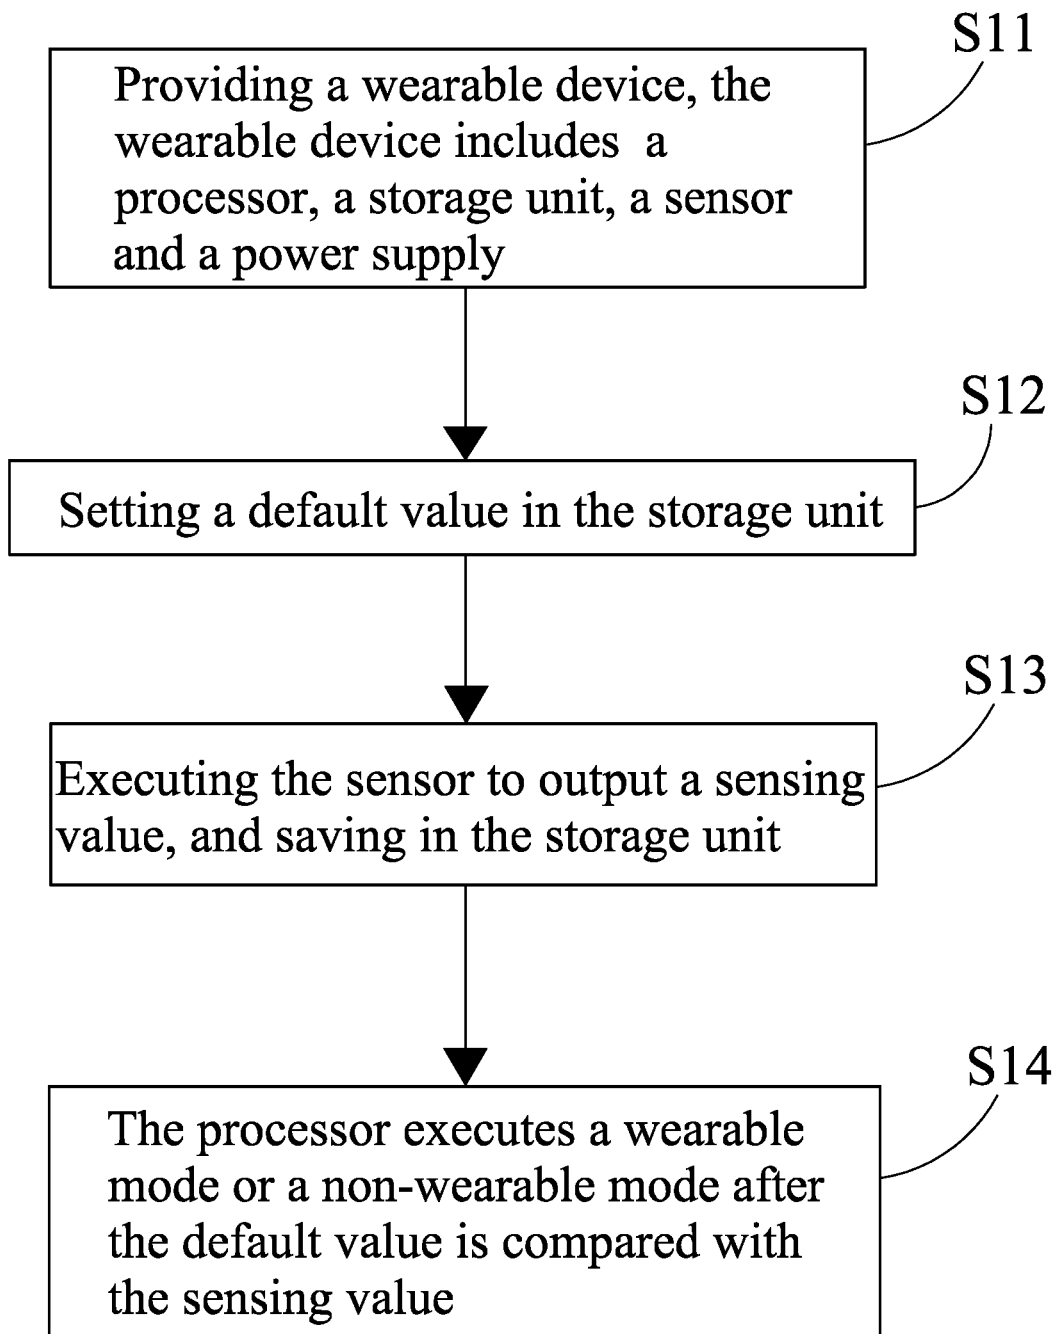 S11
Providing a wearable device, the
wearable device includes a
processor, a storage unit, a sensor
and a power supply
S12
Setting a default value in the storage unit
S13
Executing the sensor to output a sensing
value, and saving in the storage unit
S14
The processor executes a wearable
mode or a non-wearable mode after
the default value is compared with
the sensing value